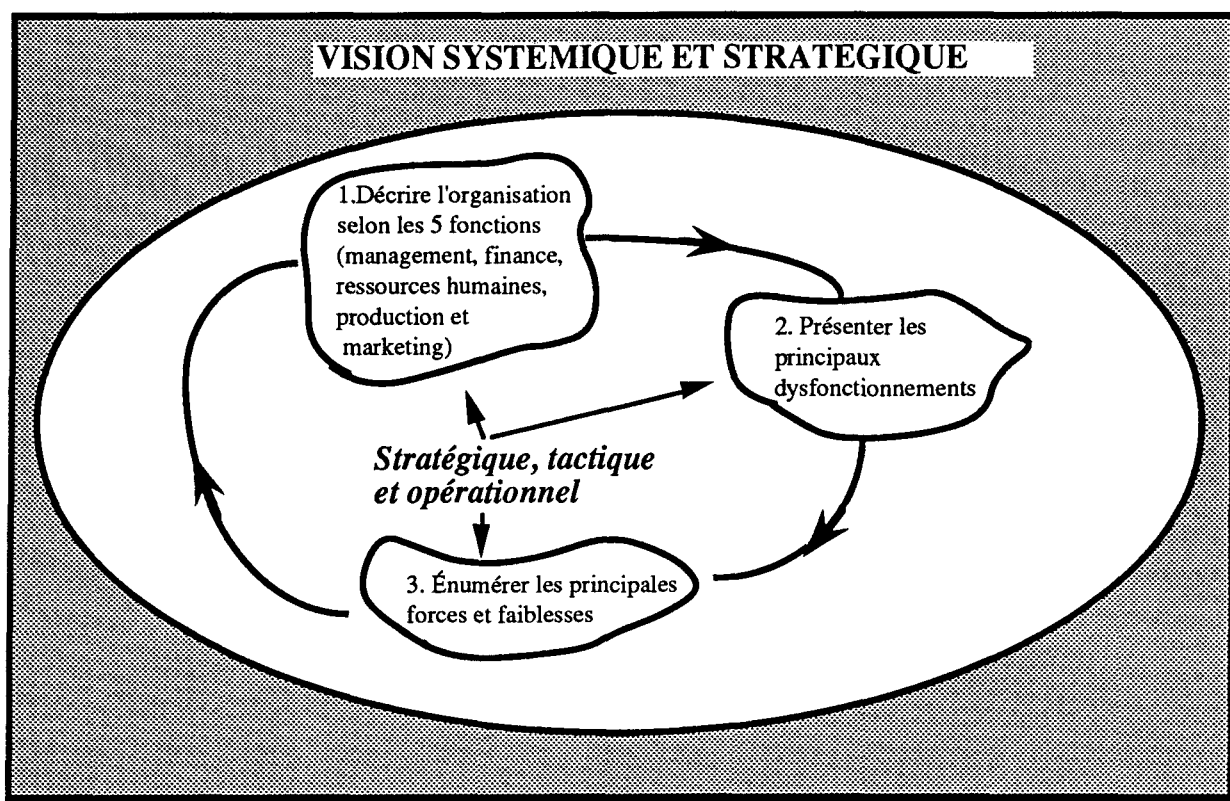 VISION SYSTEMIQUE ET STRATEGIQUE
1.Décrire l'organisation
selon les 5 fonctions
(management, finance,
ressources humaines,
production et
marketing)
2. Présenter les
principaux
dysfonctionnements
Stratégique, tactique
et opérationnel
3. Énumérer les principales
forces et faiblesses